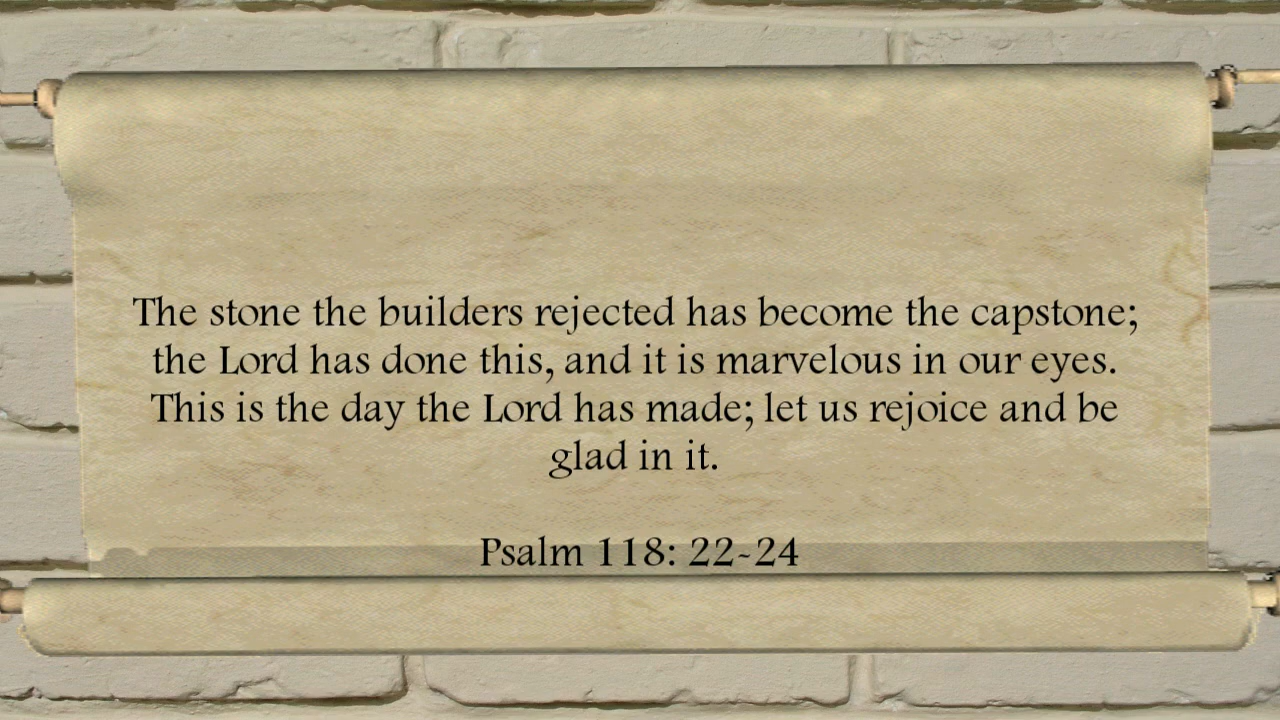 The stone the builders rejected has become the capstone;
the Lord has done this, and it is marvelous in our eyes.
This is the day the Lord has made; let us rejoice and be
glad in it.
Psalm 118: 22-24